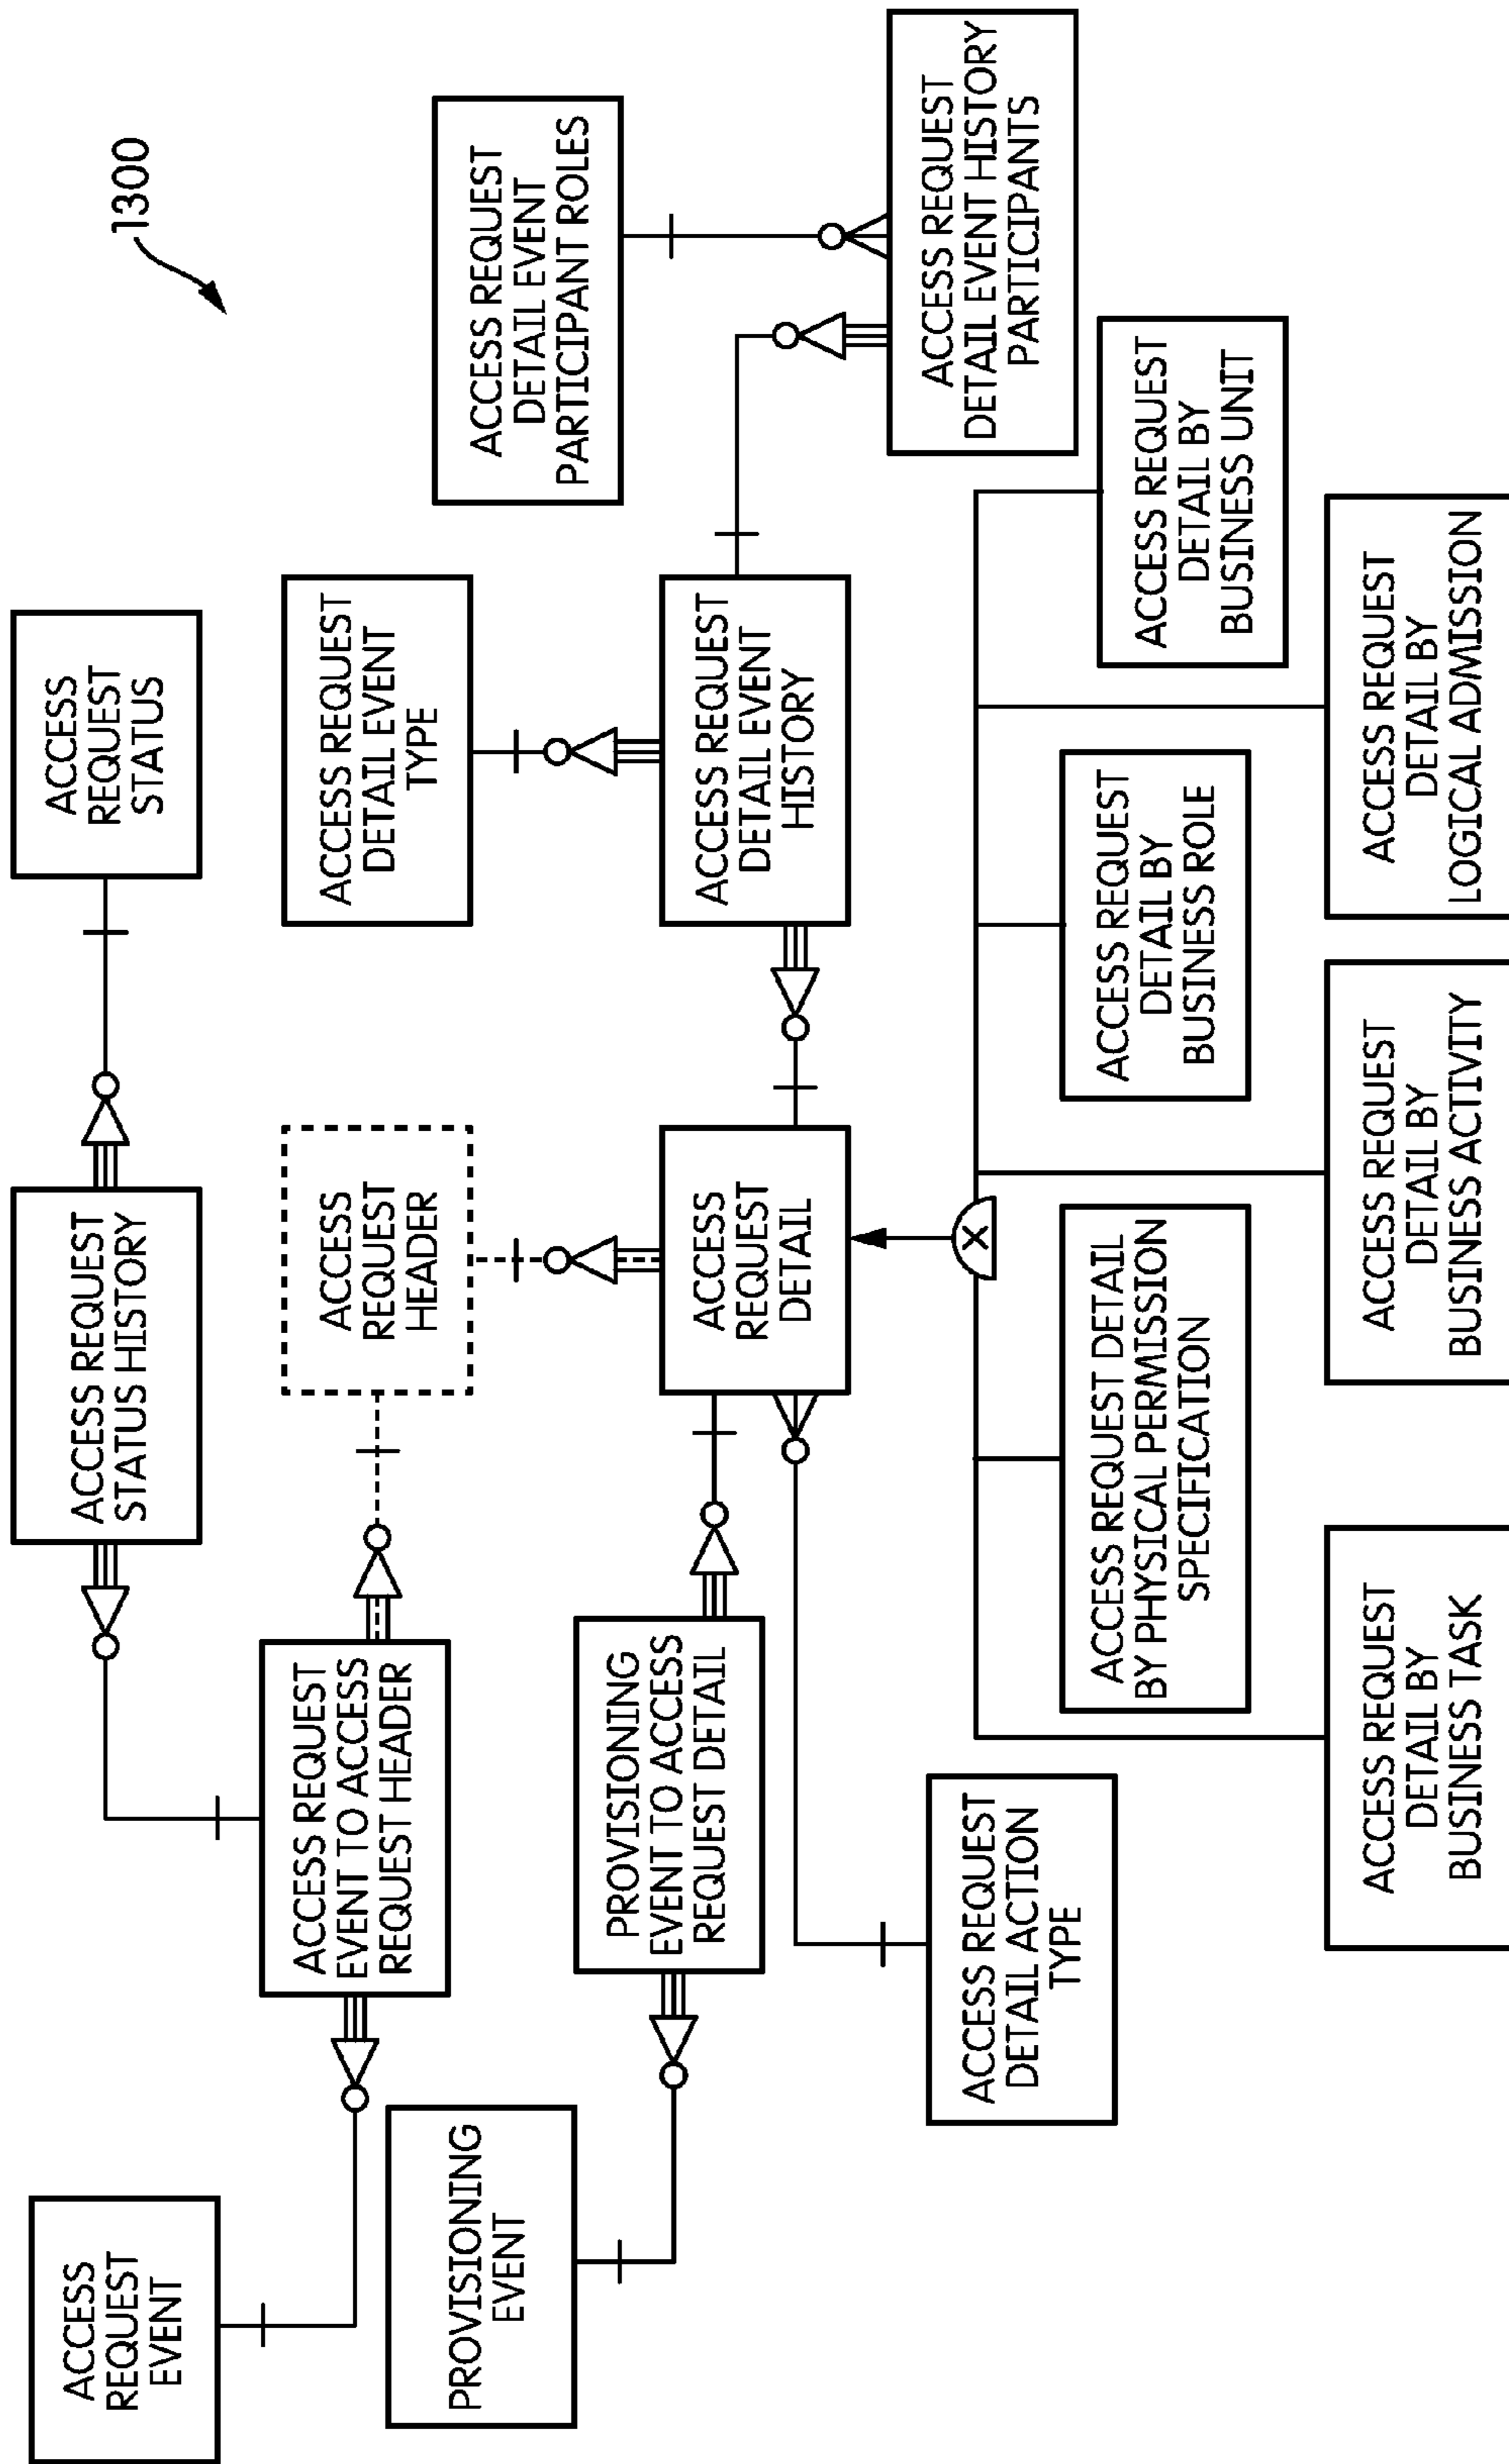 1300
ACCESS
REQUEST
EVENT
ACCESS REQUEST
STATUS HISTORY
ACCESS
REQUEST
STATUS
ACCESS REQUEST
EVENT TO ACCESS
REQUEST HEADER
ACCESS
REQUEST
HEADER
ACCESS REQUEST
DETAIL EVENT
TYPE
ACCESS REQUEST
DETAIL EVENT
PARTICIPANT ROLES
PROVISIONING
EVENT
PROVISIONING
EVENT TO ACCESS
REQUEST DETAIL
ACCESS
REQUEST
DETAIL
ACCESS REQUEST
DETAIL EVENT
HISTORY
ACCESS REQUEST
DETAIL EVENT HISTORY
PARTICIPANTS
ACCESS REQUEST
DETAIL ACTION
TYPE
X
ACCESS REQUEST DETAIL
BY PHYSICAL PERMISSION
SPECIFICATION
ACCESS REQUEST
DETAIL BY
BUSINESS ROLE
ACCESS REQUEST
DETAIL BY
BUSINESS UNIT
ACCESS REQUEST
DETAIL BY
BUSINESS TASK
ACCESS REQUEST
DETAIL BY
BUSINESS ACTIVITY
ACCESS REQUEST
DETAIL BY
LOGICAL ADMISSION